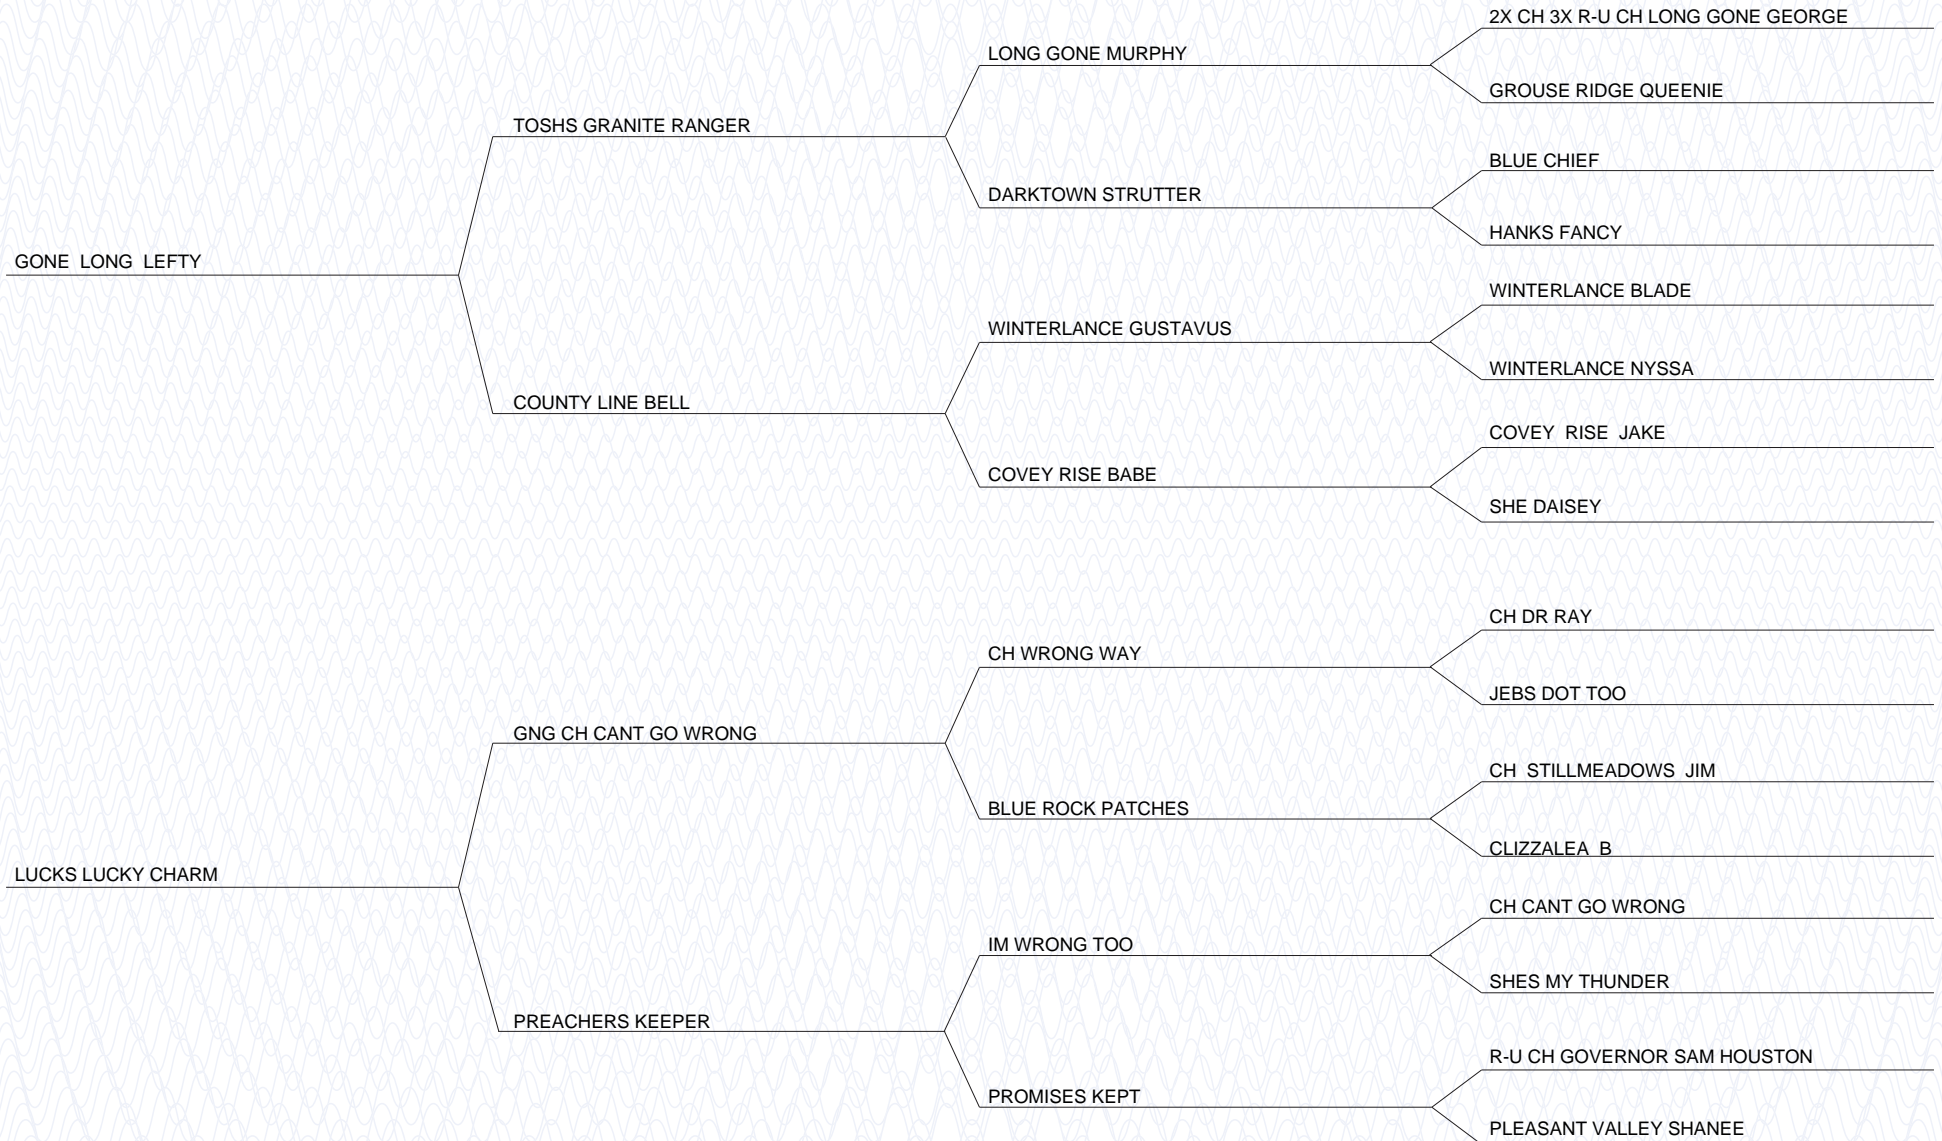 2X CH 3X R-U CH LONG GONE GEORGE
LONG GONE MURPHY
GROUSE RIDGE QUEENIE
TOSHS GRANITE RANGER
BLUE CHIEF
DARKTOWN STRUTTER
HANKS FANCY
GONE LONG LEFTY
WINTERLANCE BLADE
WINTERLANCE GUSTAVUS
WINTERLANCE NYSSA
COUNTY LINE BELL
COVEY RISE JAKE
COVEY RISE BABE
SHE DAISEY
CH DR RAY
CH WRONG WAY
JEBS DOT TOO
GNG CH CANT GO WRONG
CH STILLMEADOWS JIM
BLUE ROCK PATCHES
CLIZZALEA B
LUCKS LUCKY CHARM
CH CANT GO WRONG
IM WRONG TOO
SHES MY THUNDER
PREACHERS KEEPER
R-U CH GOVERNOR SAM HOUSTON
PROMISES KEPT
PLEASANT VALLEY SHANEE